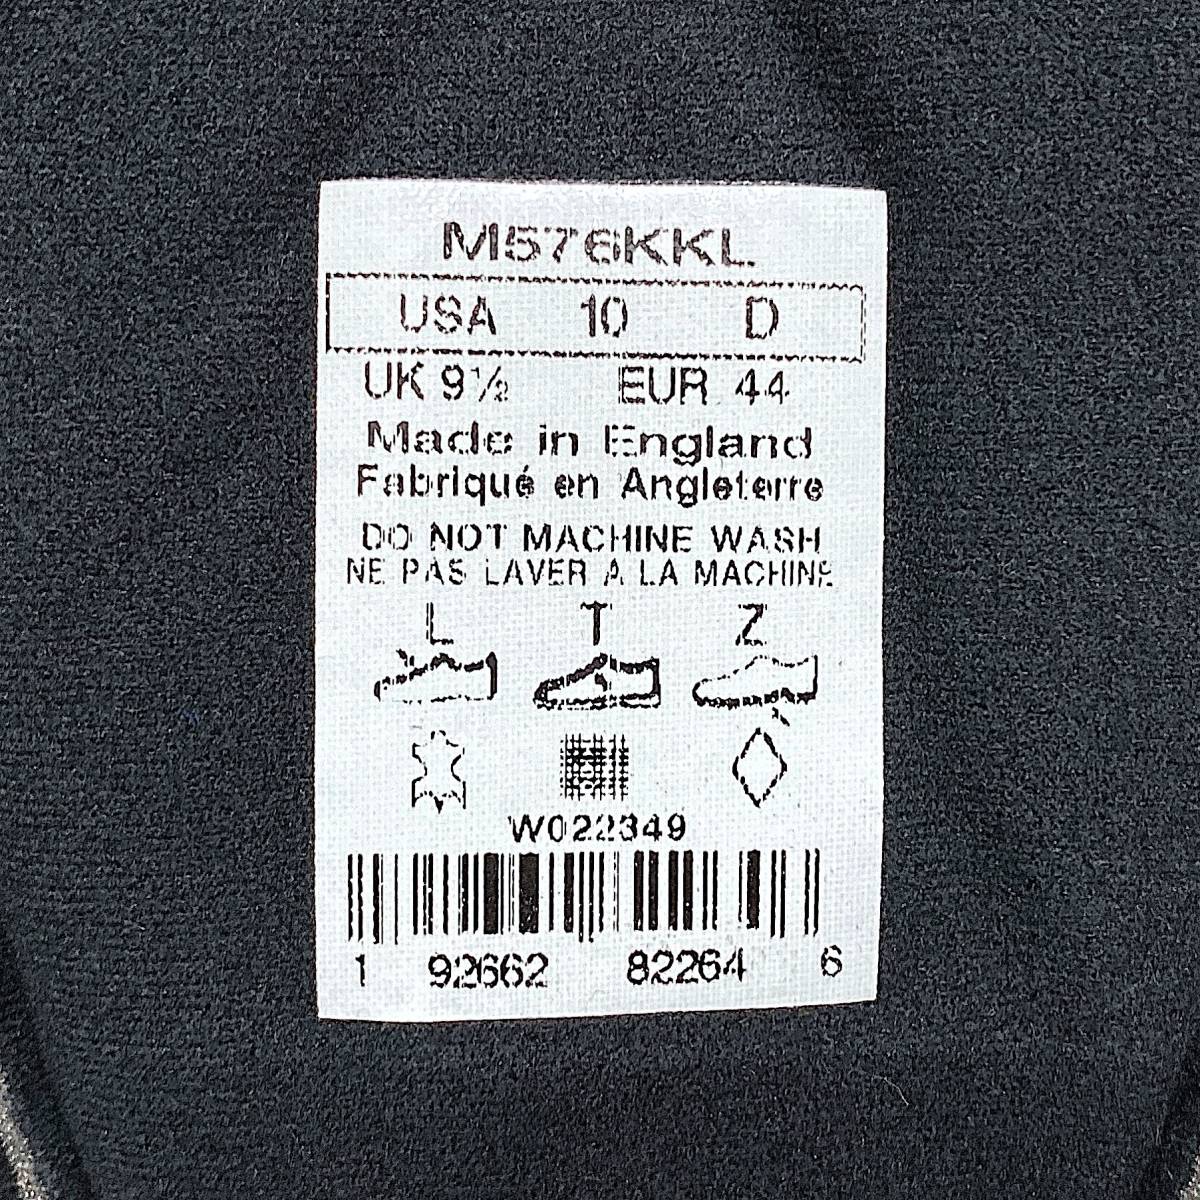 M576KKL
USA 10 D
UK 9½ EUR 44
Made in England
Fabriqué en Angleterre
DO NOT MACHINE WASH
NE PAS LAVER A LA MACHINE
L T Z
W022349
1 92662 82264 6